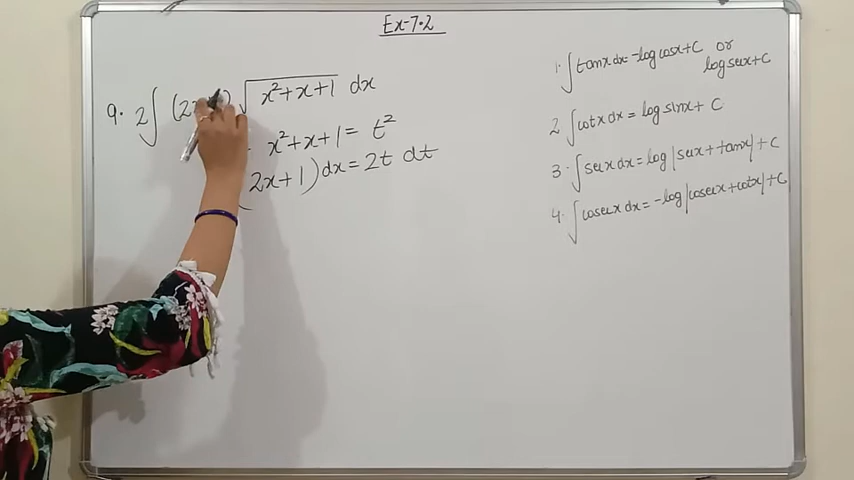 Ex-7.2
9. 2∫ (2x √x²+x+1 dx
x²+x+1 = t²
(2x+1) dx = 2t dt
1. ∫tanx dx = -log cosx + C or
log secx + C
2 ∫cotx dx = log sinx + C
3. ∫secx dx = log |secx + tanx| + C
4. ∫cosecx dx = -log |cosecx + cotx| + C